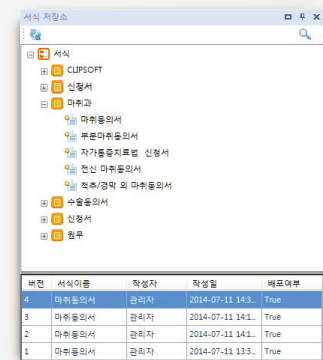 서식 저장소
서식
CLIPSOFT
신청서
마취과
마취동의서
부분마취동의서
자가통증치료법 신청서
전신 마취동의서
척추/경막 외 마취동의서
수술동의서
신청서
원무
버전 서식이름 작성자 작성일 배포여부
4 마취동의서 관리자 2014-07-11 14:3... True
3 마취동의서 관리자 2014-07-11 14:1... True
2 마취동의서 관리자 2014-07-11 14:1... True
1 마취동의서 관리자 2014-07-11 13:3... True